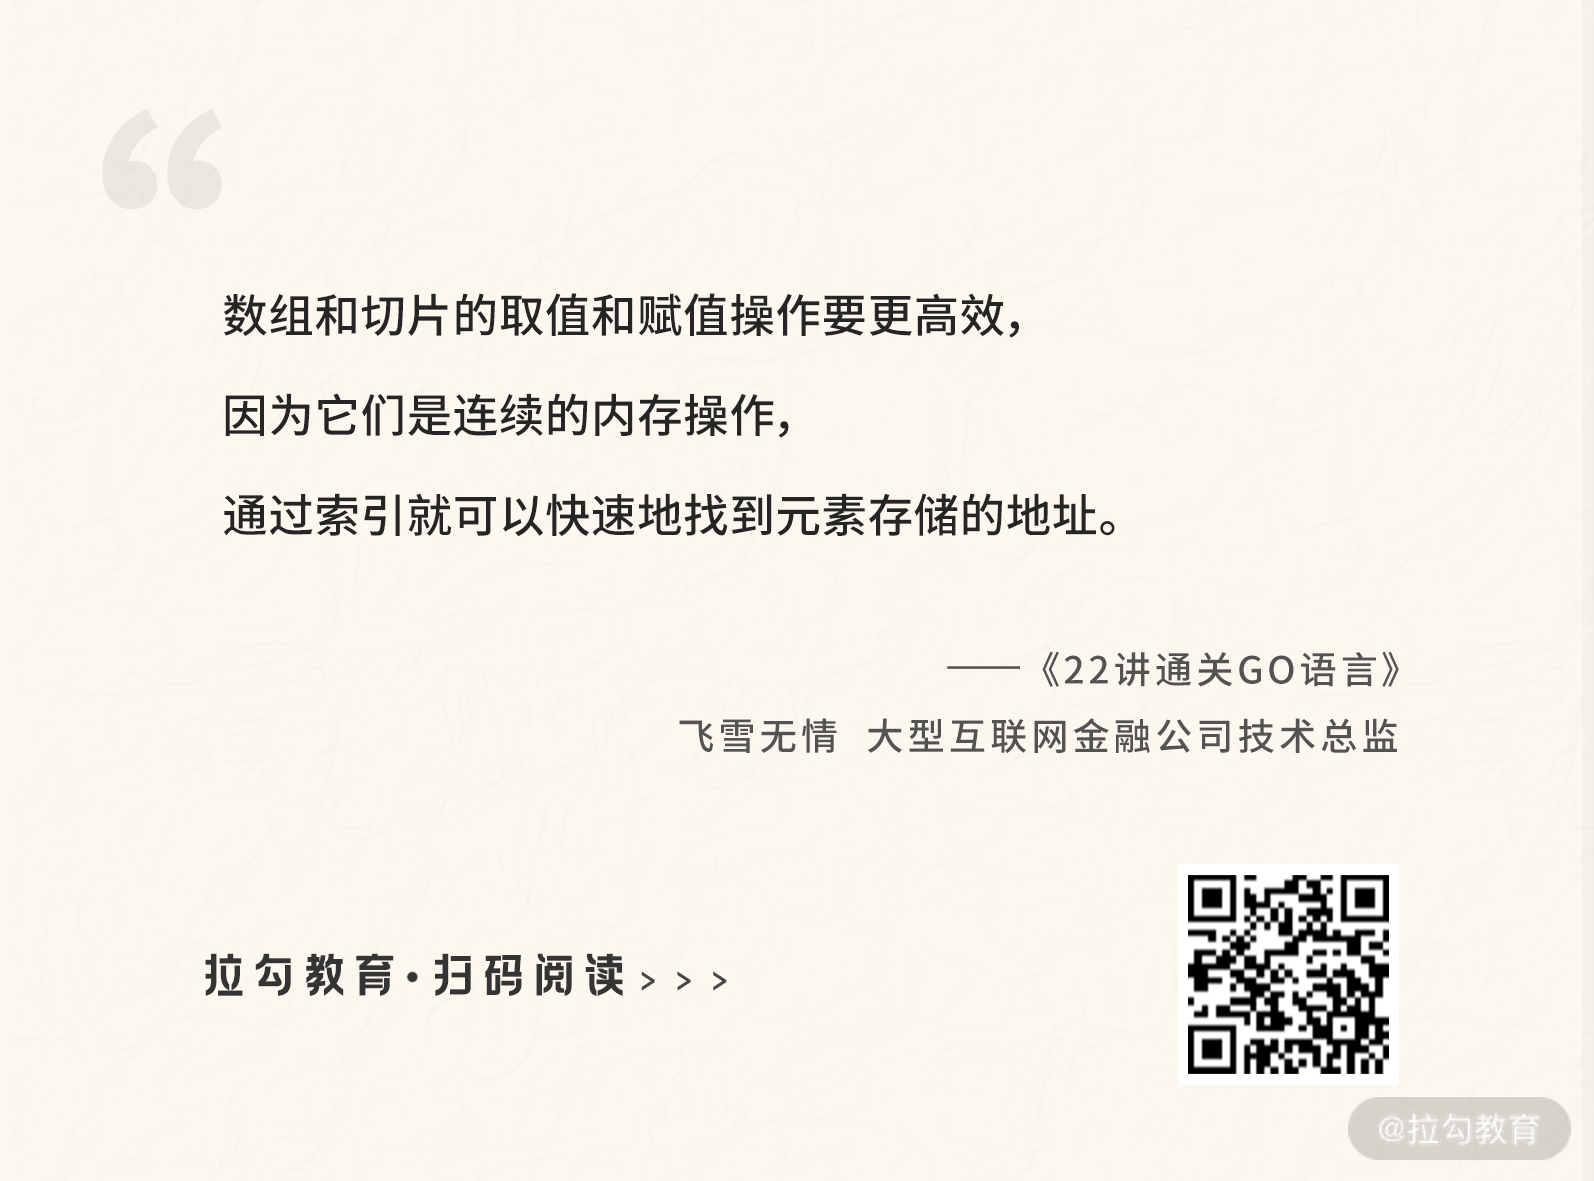 “
数组和切片的取值和赋值操作要更高效，
因为它们是连续的内存操作，
通过索引就可以快速地找到元素存储的地址。
——《22讲通关GO语言》
飞雪无情 大型互联网金融公司技术总监
拉勾教育·扫码阅读>>>
@拉勾教育